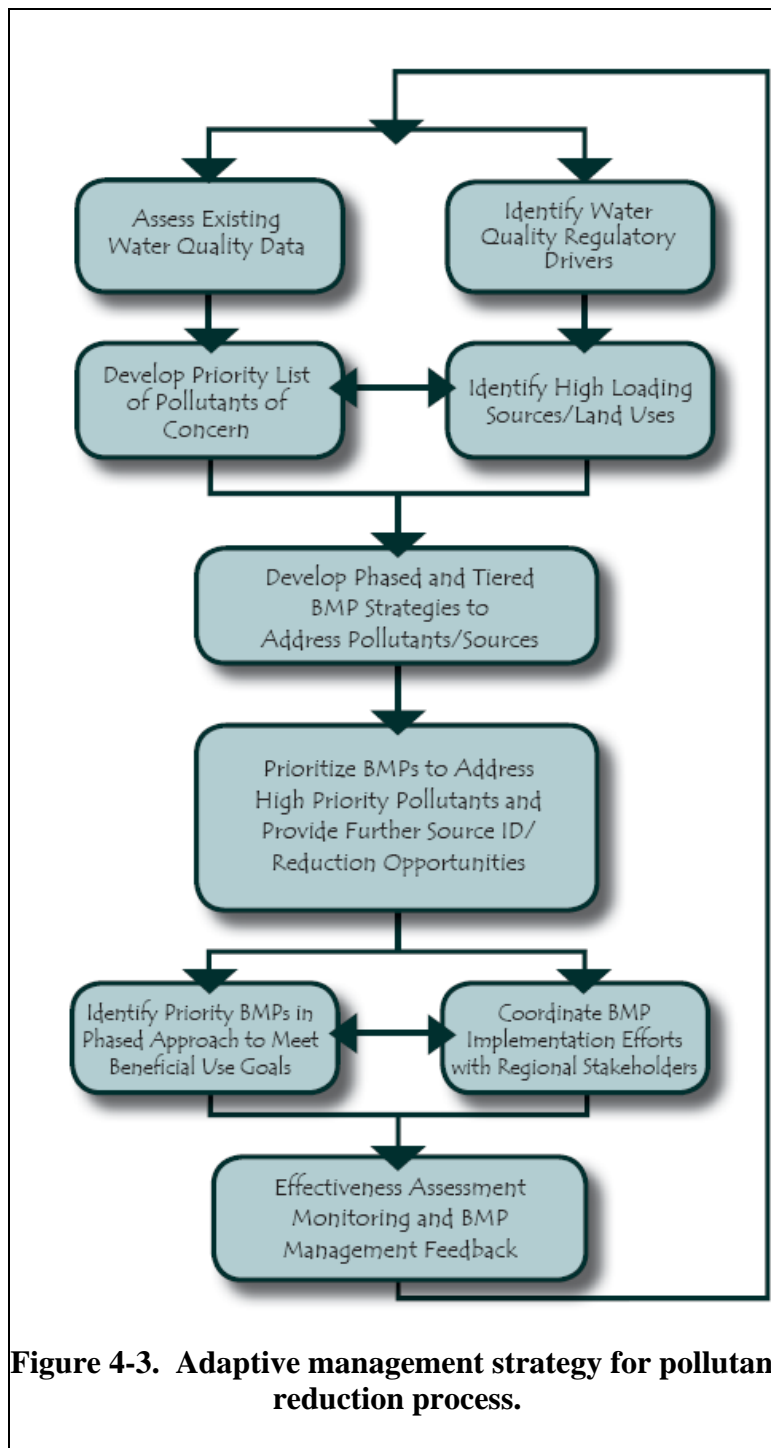 Assess Existing
Water Quality Data
Identify Water
Quality Regulatory
Drivers
Develop Priority List
of Pollutants of
Concern
Identify High Loading
Sources/Land Uses
Develop Phased and Tiered
BMP Strategies to
Address Pollutants/Sources
Prioritize BMPs to Address
High Priority Pollutants and
Provide Further Source ID/
Reduction Opportunities
Identify Priority BMPs in
Phased Approach to Meet
Beneficial Use Goals
Coordinate BMP
Implementation Efforts
with Regional Stakeholders
Effectiveness Assessment
Monitoring and BMP
Management Feedback
Figure 4-3. Adaptive management strategy for pollutan
reduction process.